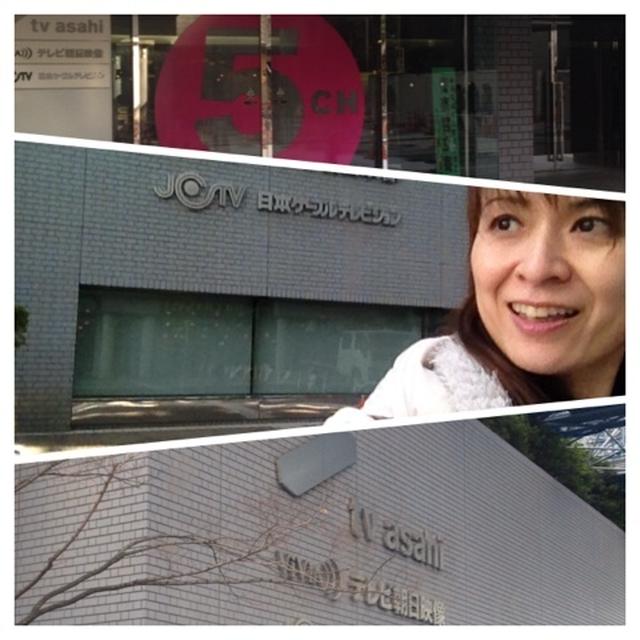 tv asahi
テレビ朝日映像
日本ケーブルテレビジョン
5
CH
JCTV 日本ケーブルテレビジョン
tv asahi
テレビ朝日映像